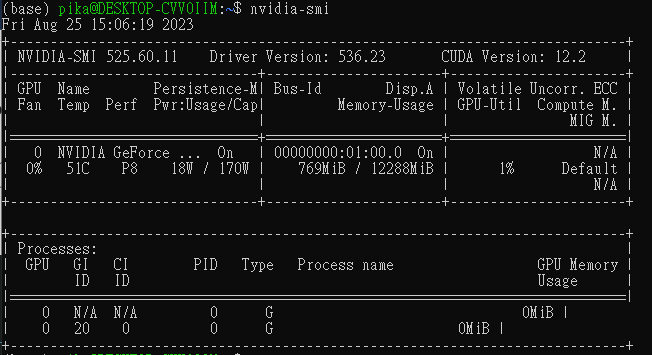 (base) pika@DESKTOP-CVVOIIM:~$ nvidia-smi
Fri Aug 25 15:06:19 2023
+-----------------------------------------------------------------------------+
| NVIDIA-SMI 525.60.11    Driver Version: 536.23       CUDA Version: 12.2     |
|-------------------------------+----------------------+----------------------+
| GPU  Name        Persistence-M| Bus-Id        Disp.A | Volatile Uncorr. ECC |
| Fan  Temp  Perf  Pwr:Usage/Cap|         Memory-Usage | GPU-Util  Compute M. |
|                               |                      |               MIG M. |
|===============================+======================+======================|
|   0  NVIDIA GeForce ...  On   | 00000000:01:00.0  On |                  N/A |
|  0%   51C    P8    18W / 170W |    769MiB / 12288MiB |      1%      Default |
|                               |                      |                  N/A |
+-------------------------------+----------------------+----------------------+
+-----------------------------------------------------------------------------+
| Processes:                                                                  |
|  GPU   GI   CI        PID   Type   Process name                  GPU Memory |
|        ID   ID                                                   Usage      |
|=============================================================================|
|    0   N/A  N/A         0      G                                 0MiB |
|    0   20   0           0      G                           0MiB |
+-----------------------------------------------------------------------------+